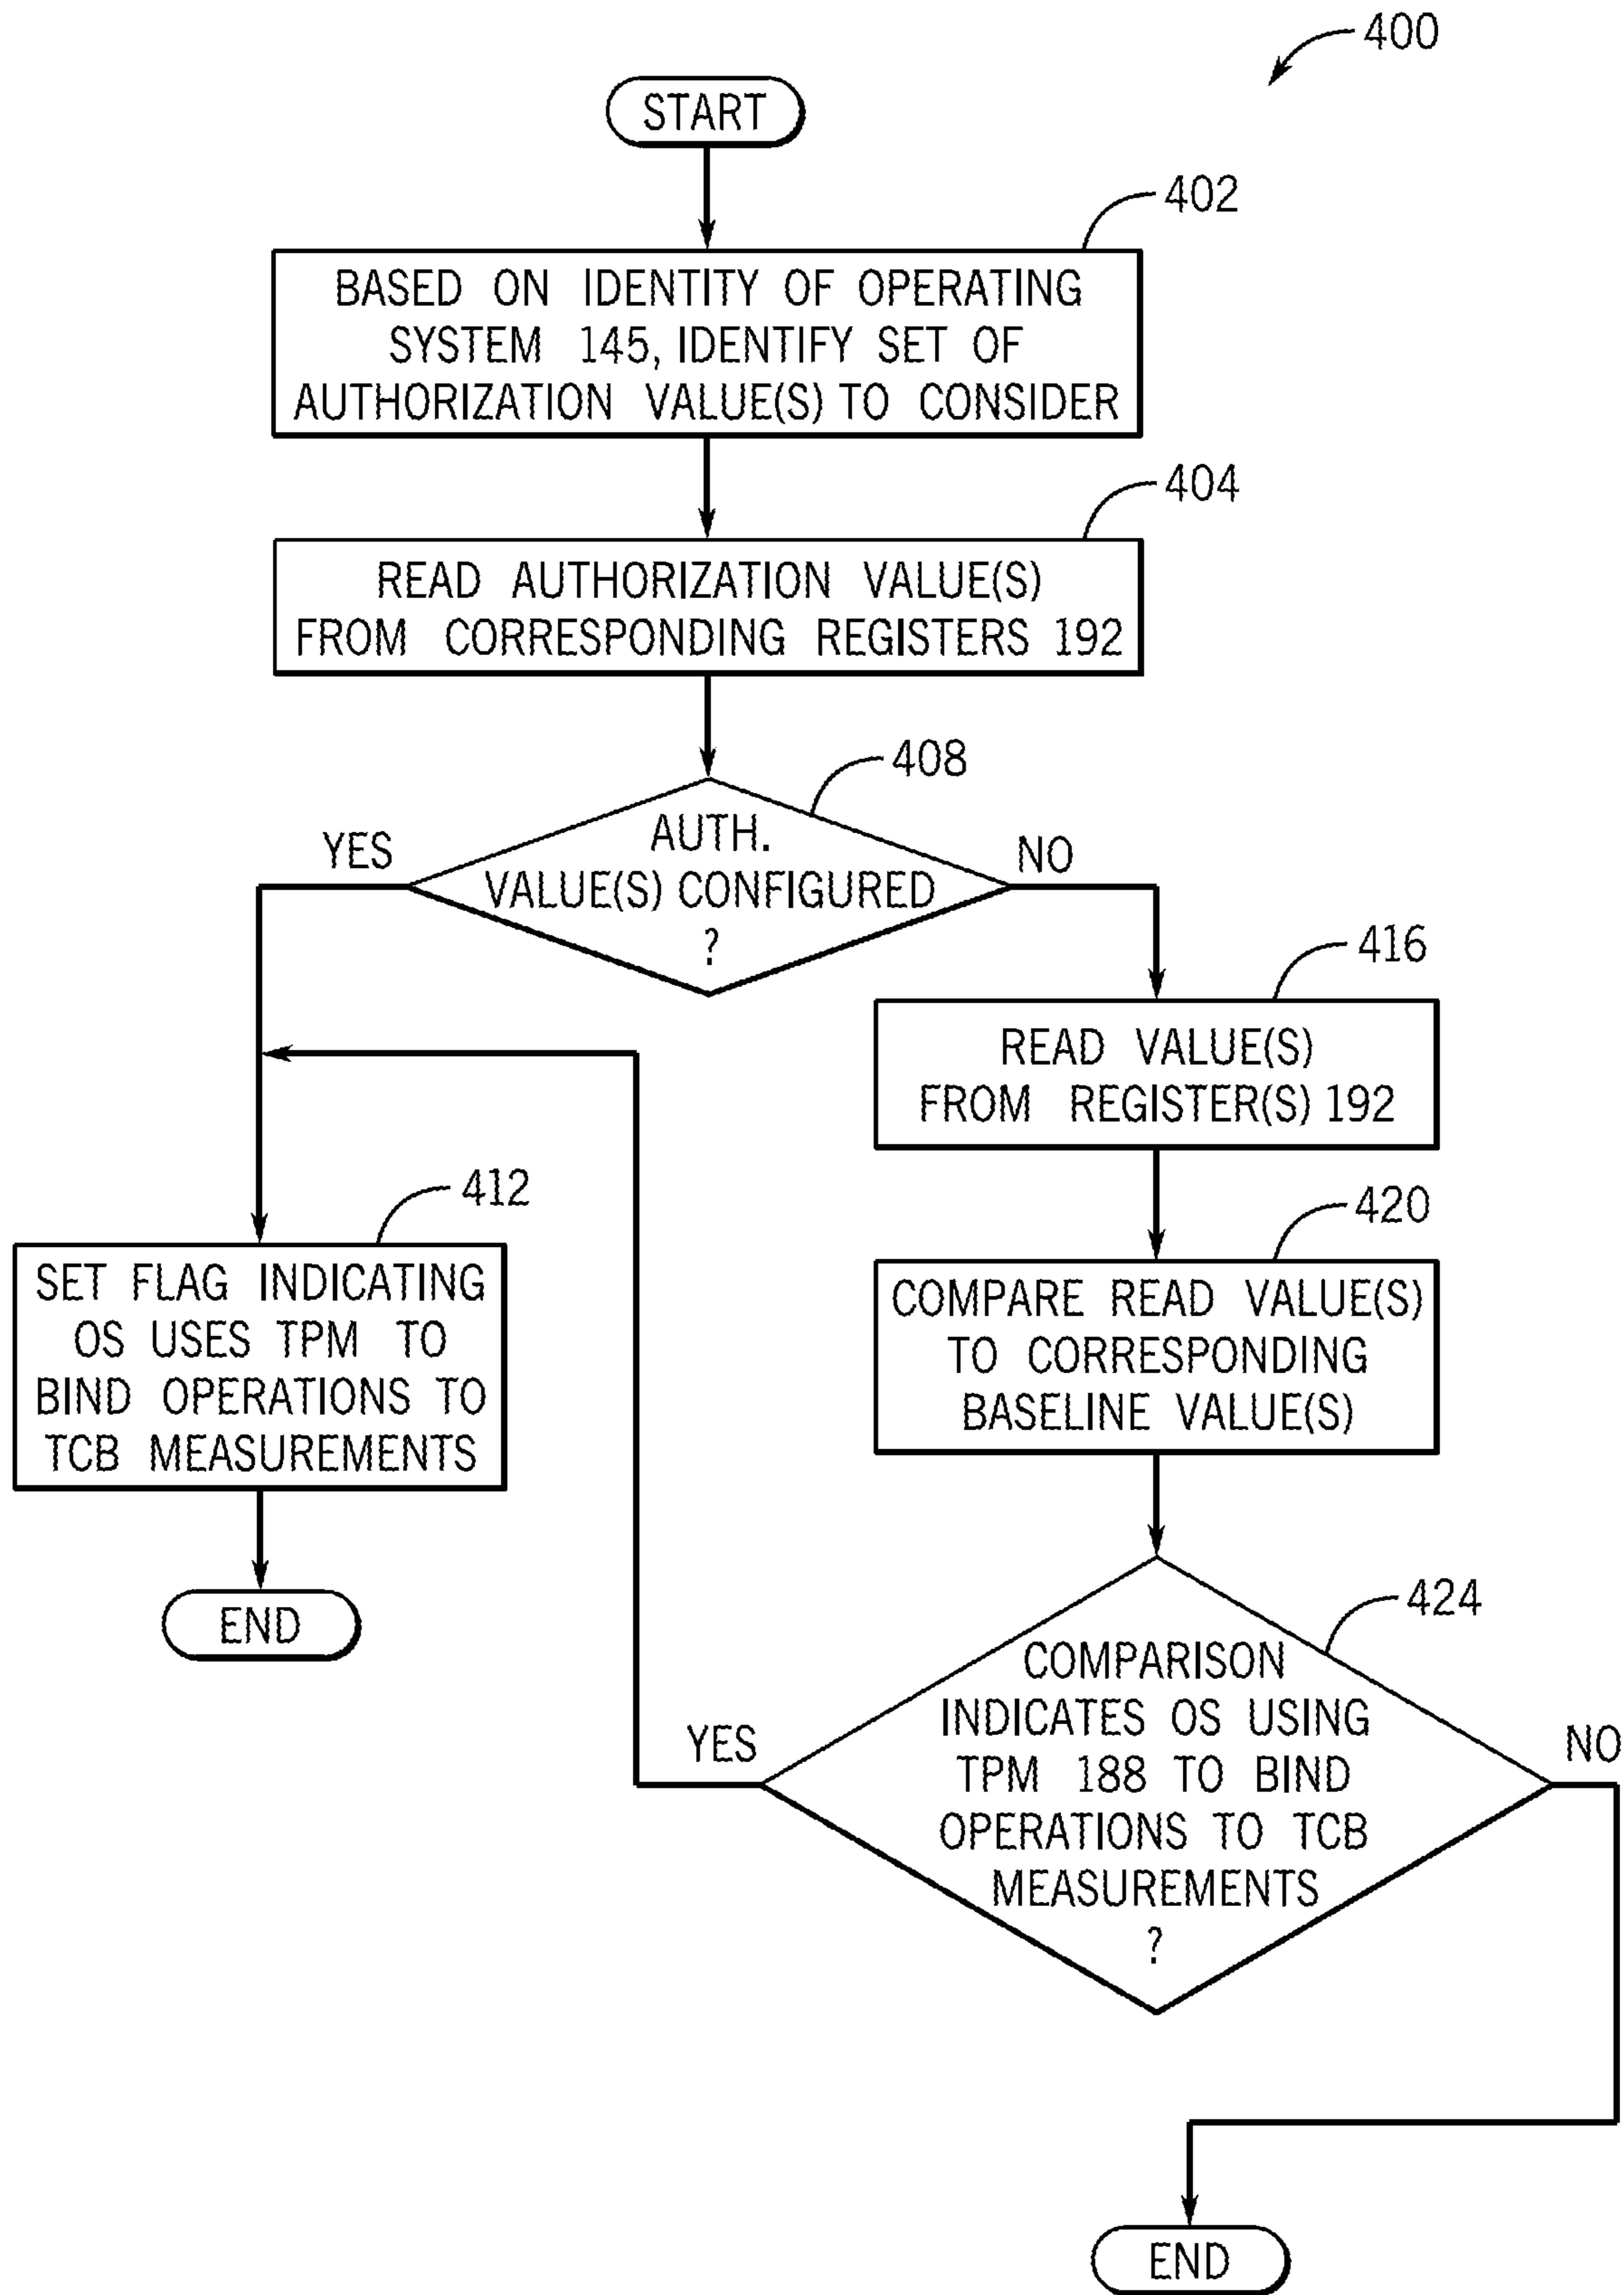 400
START
402
BASED ON IDENTITY OF OPERATING
SYSTEM 145, IDENTIFY SET OF
AUTHORIZATION VALUE(S) TO CONSIDER
404
READ AUTHORIZATION VALUE(S)
FROM CORRESPONDING REGISTERS 192
408
AUTH.
VALUE(S) CONFIGURED
?
YES
NO
416
READ VALUE(S)
FROM REGISTER(S) 192
412
SET FLAG INDICATING
OS USES TPM TO
BIND OPERATIONS TO
TCB MEASUREMENTS
END
420
COMPARE READ VALUE(S)
TO CORRESPONDING
BASELINE VALUE(S)
424
COMPARISON
INDICATES OS USING
TPM 188 TO BIND
OPERATIONS TO TCB
MEASUREMENTS
?
YES
NO
END